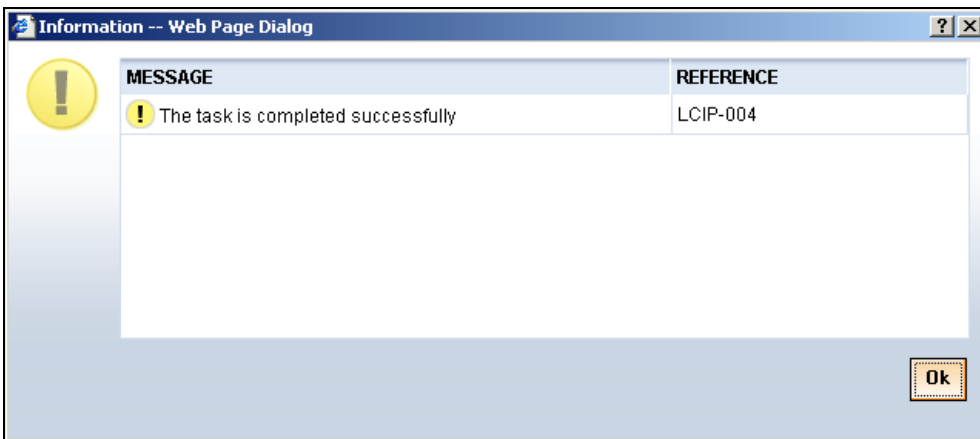 Information -- Web Page Dialog
MESSAGE REFERENCE
The task is completed successfully LCIP-004
Ok